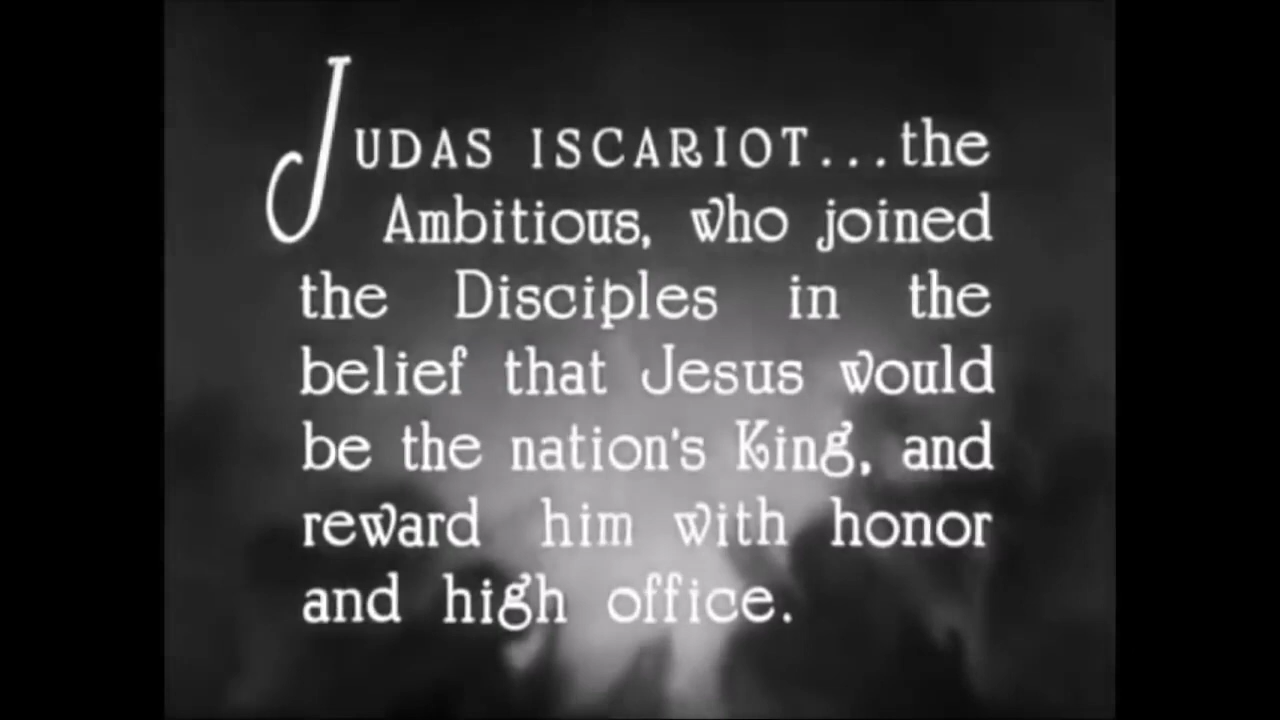 JUDAS ISCARIOT...the
Ambitious, who joined
the Disciples in the
belief that Jesus would
be the nation's King, and
reward him with honor
and high office.